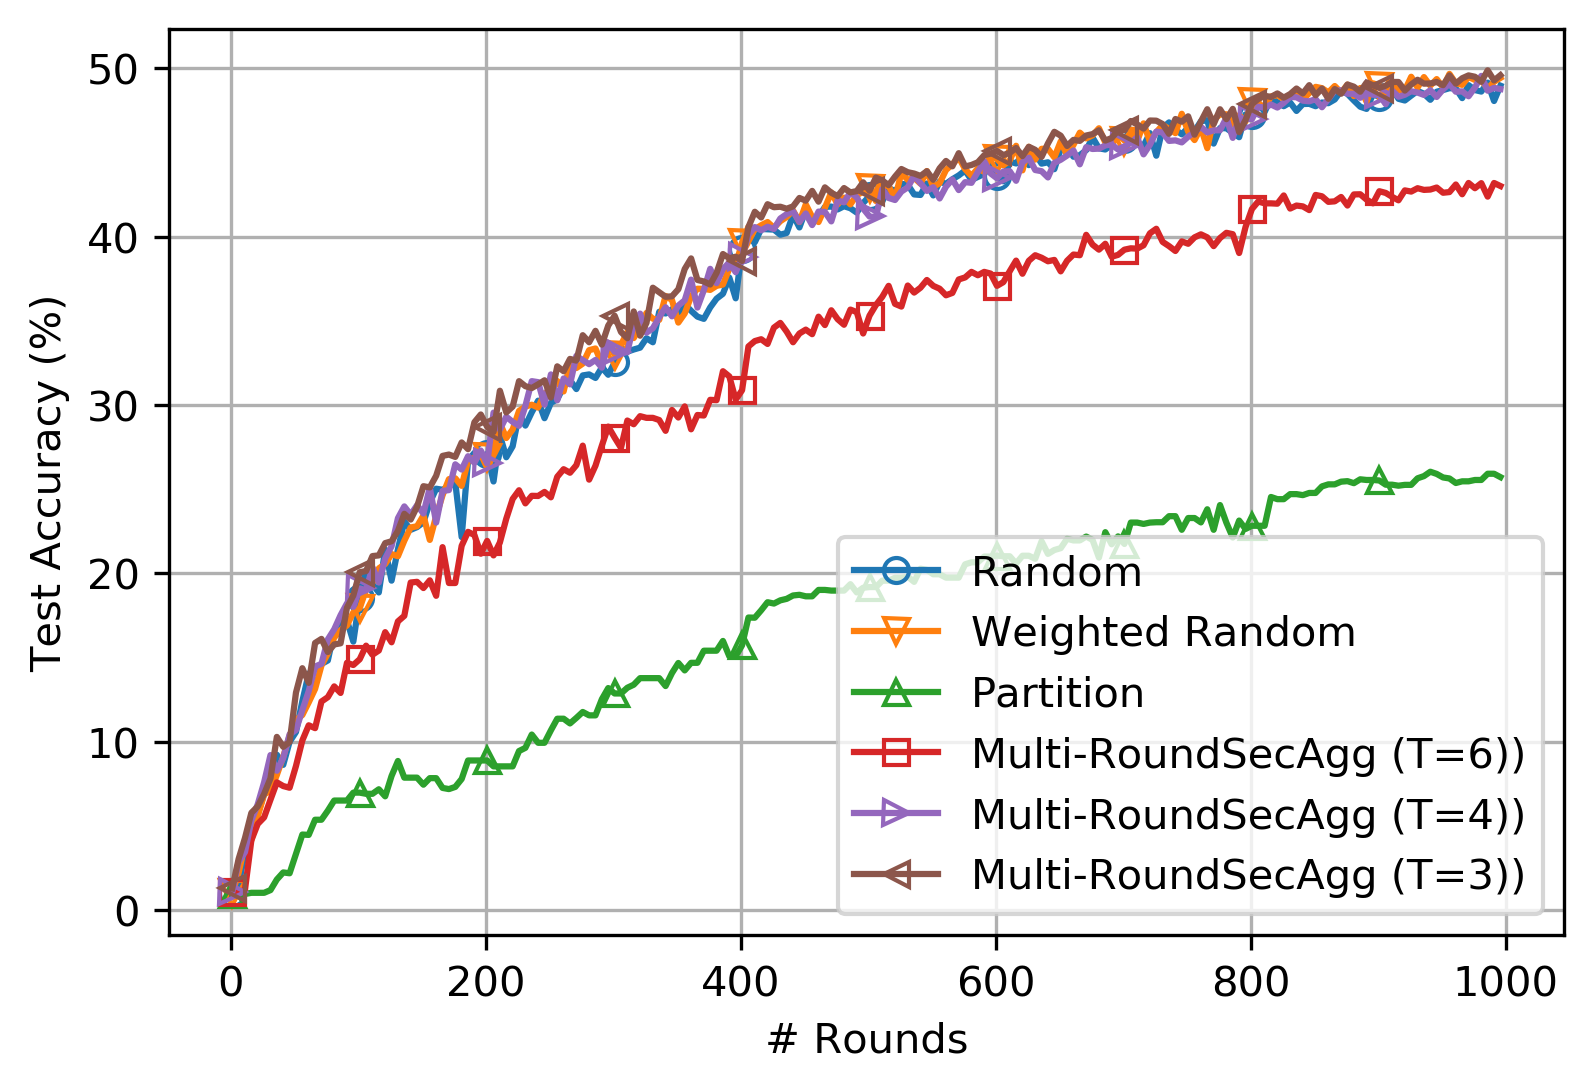 50
40
30
20
10
0
Test Accuracy (%)
0 200 400 600 800 1000
# Rounds
Random
Weighted Random
Partition
Multi-RoundSecAgg (T=6))
Multi-RoundSecAgg (T=4))
Multi-RoundSecAgg (T=3))